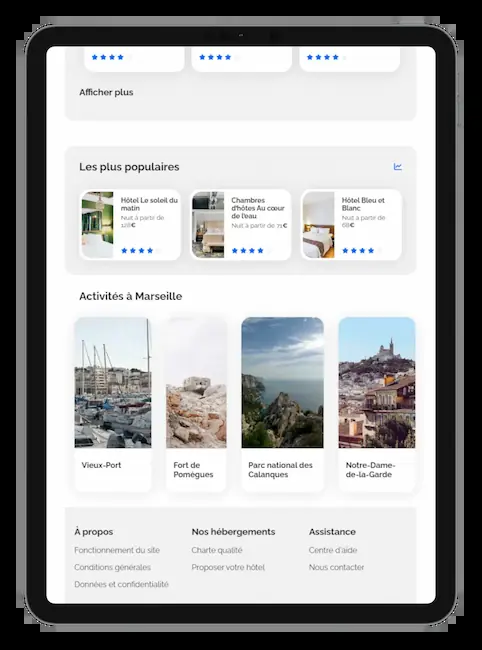 Afficher plus
Les plus populaires
Hôtel Le soleil du
matin
Nuit à partir de
128€
Chambres
d'hôtes Au cœur
de l'eau
Nuit à partir de 71€
Hôtel Bleu et
Blanc
Nuit à partir de
68€
Activités à Marseille
Vieux-Port
Fort de
Pomègues
Parc national des
Calanques
Notre-Dame-
de-la-Garde
À propos
Fonctionnement du site
Conditions générales
Données et confidentialité
Nos hébergements
Charte qualité
Proposer votre hôtel
Assistance
Centre d'aide
Nous contacter